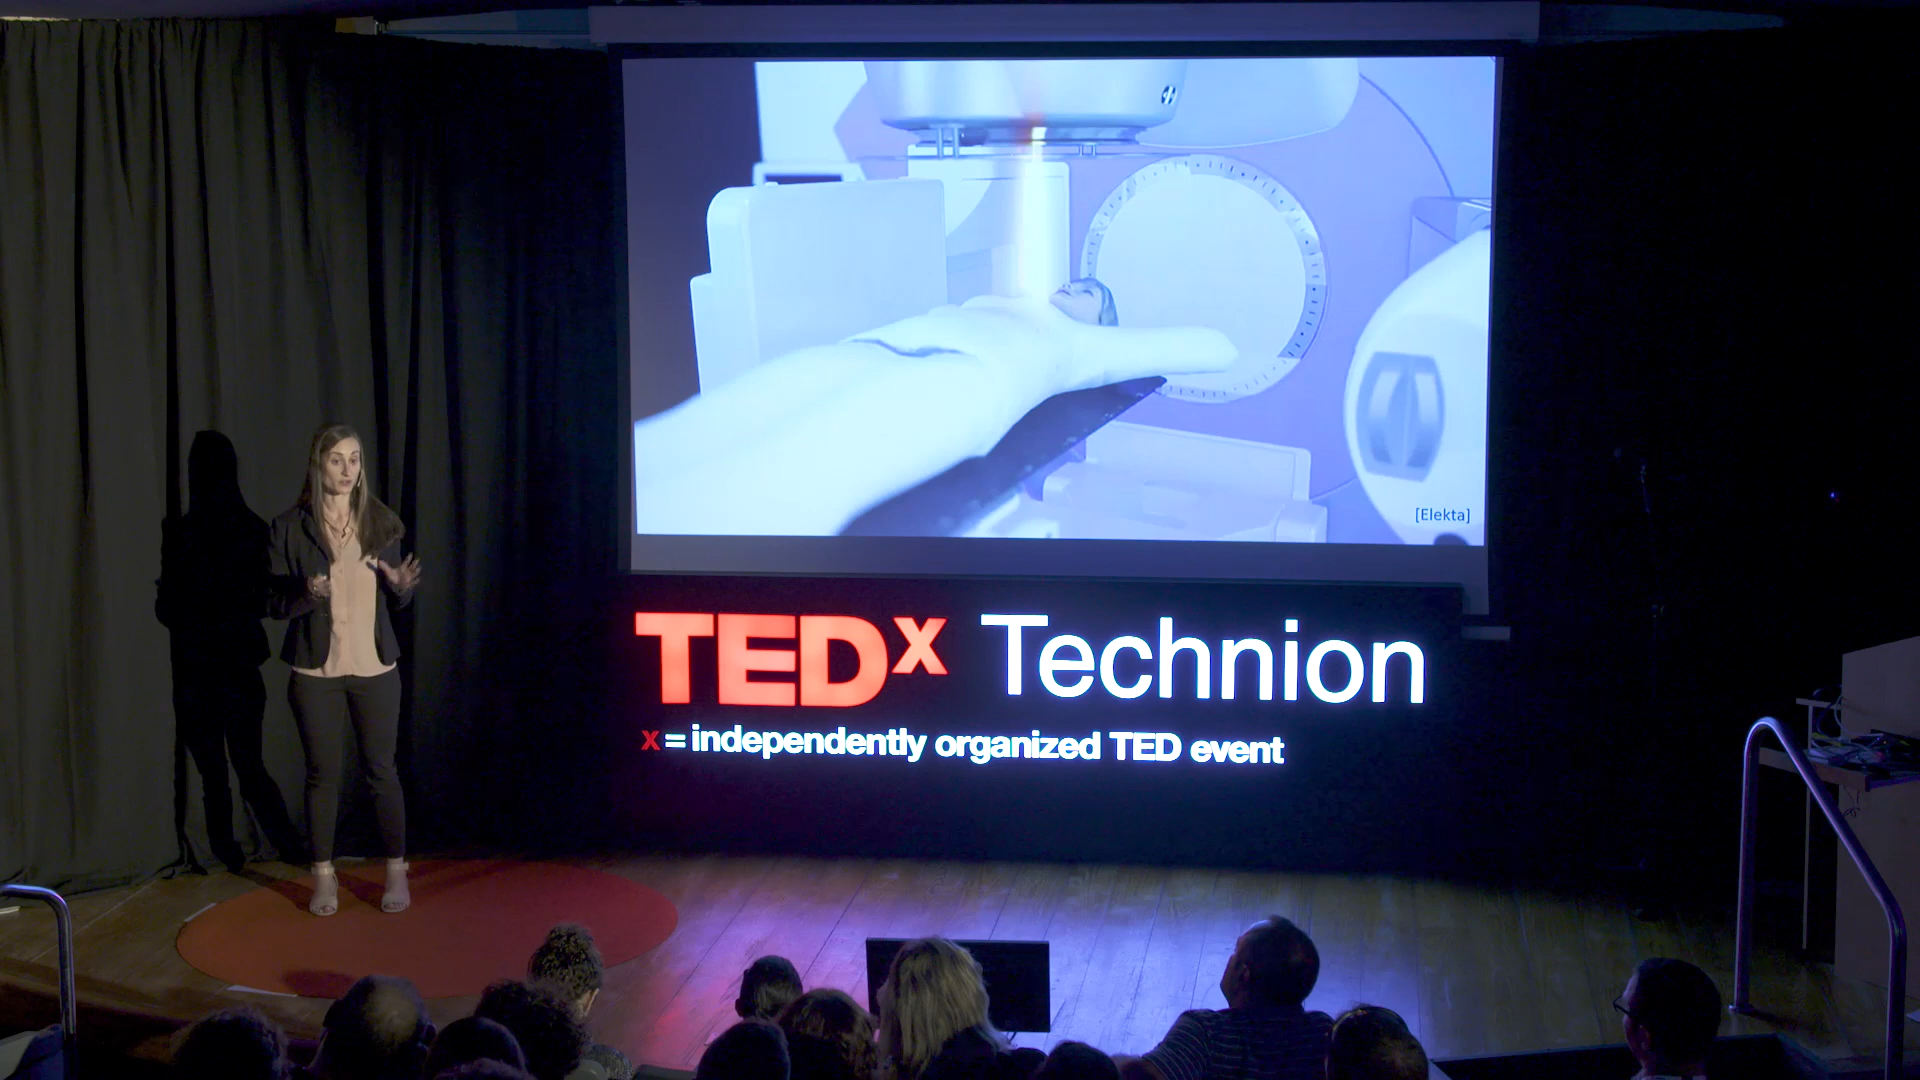 [Elekta]
TEDx Technion
x = independently organized TED event